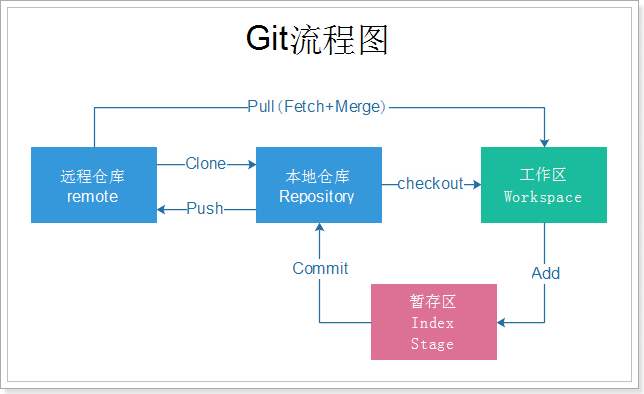 Git流程图
Pull(Fetch+Merge)
远程仓库
remote
Clone
Push
本地仓库
Repository
checkout
工作区
Workspace
Commit
Add
暂存区
Index
Stage